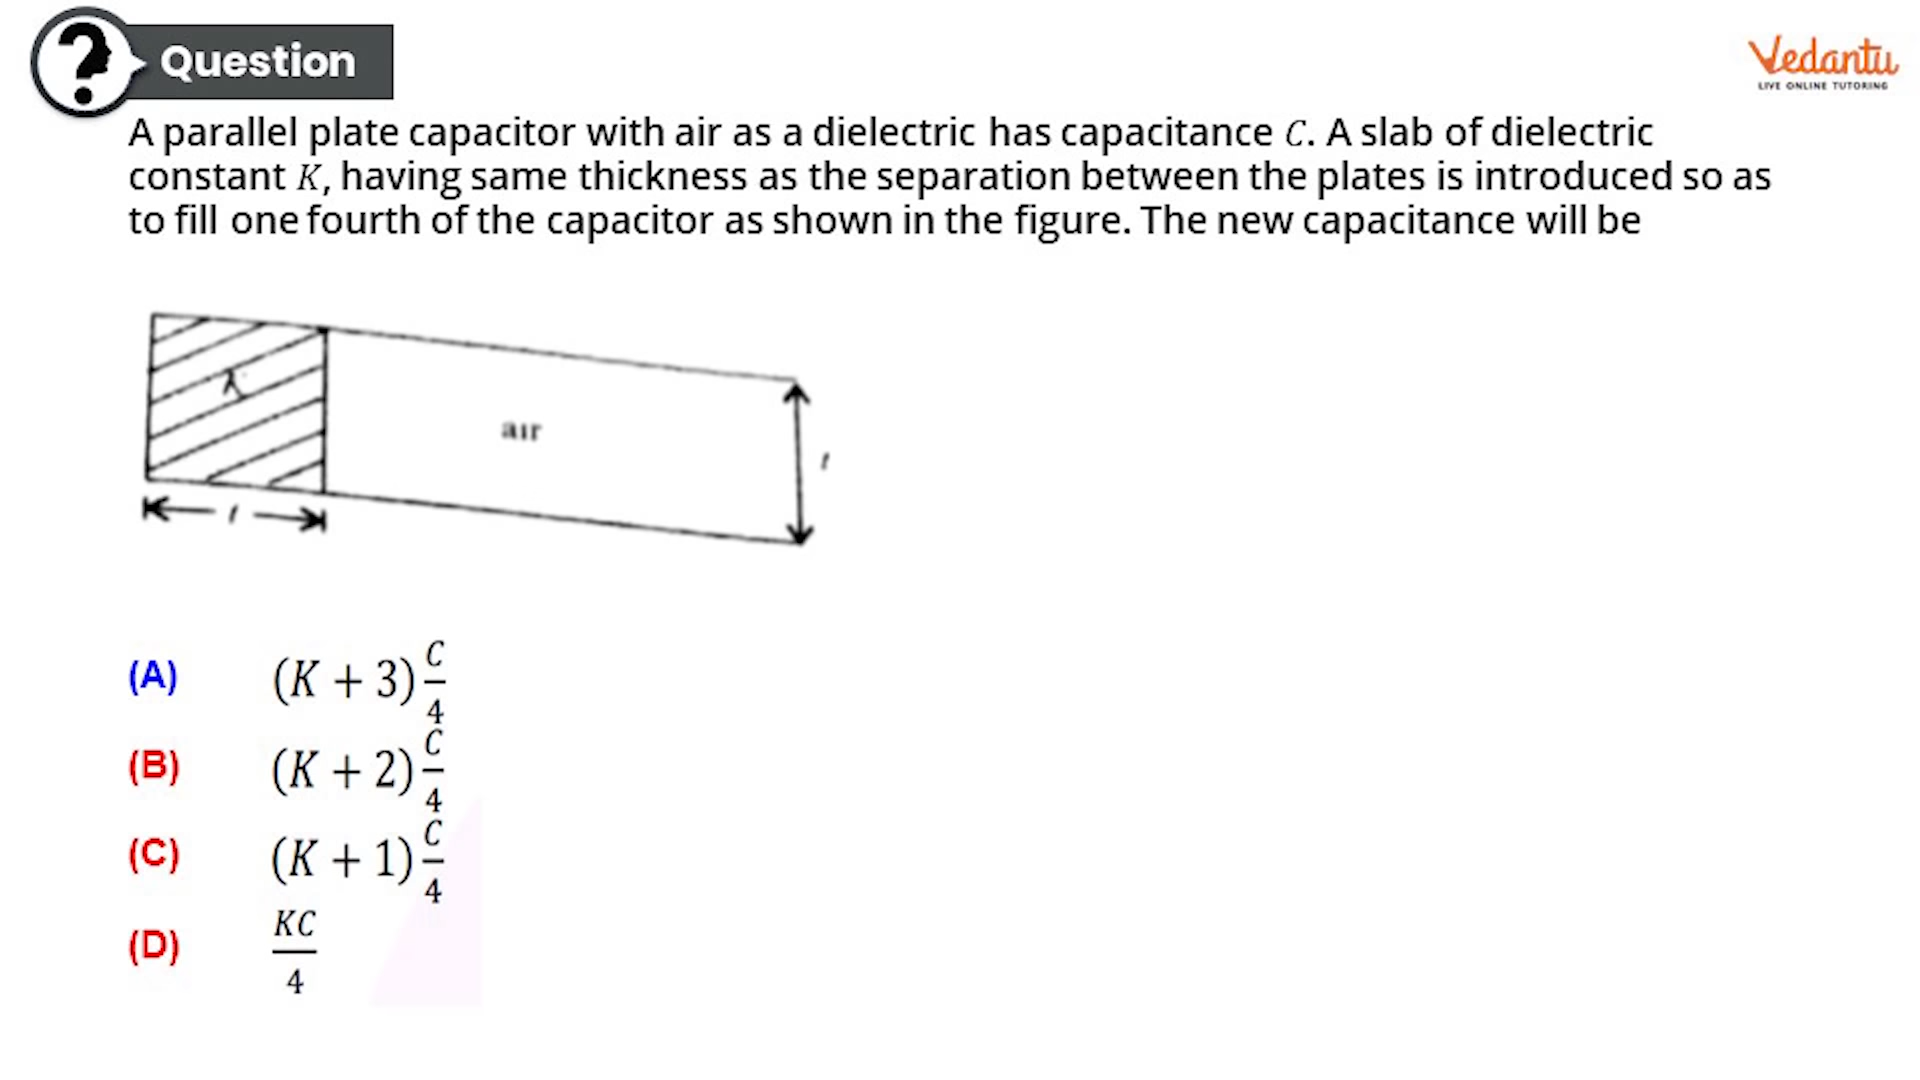 ?
Question
Vedantu
LIVE ONLINE TUTORING
A parallel plate capacitor with air as a dielectric has capacitance C. A slab of dielectric
constant K, having same thickness as the separation between the plates is introduced so as
to fill one fourth of the capacitor as shown in the figure. The new capacitance will be
air
(A) (K + 3) C/4
(B) (K + 2) C/4
(C) (K + 1) C/4
(D) KC/4